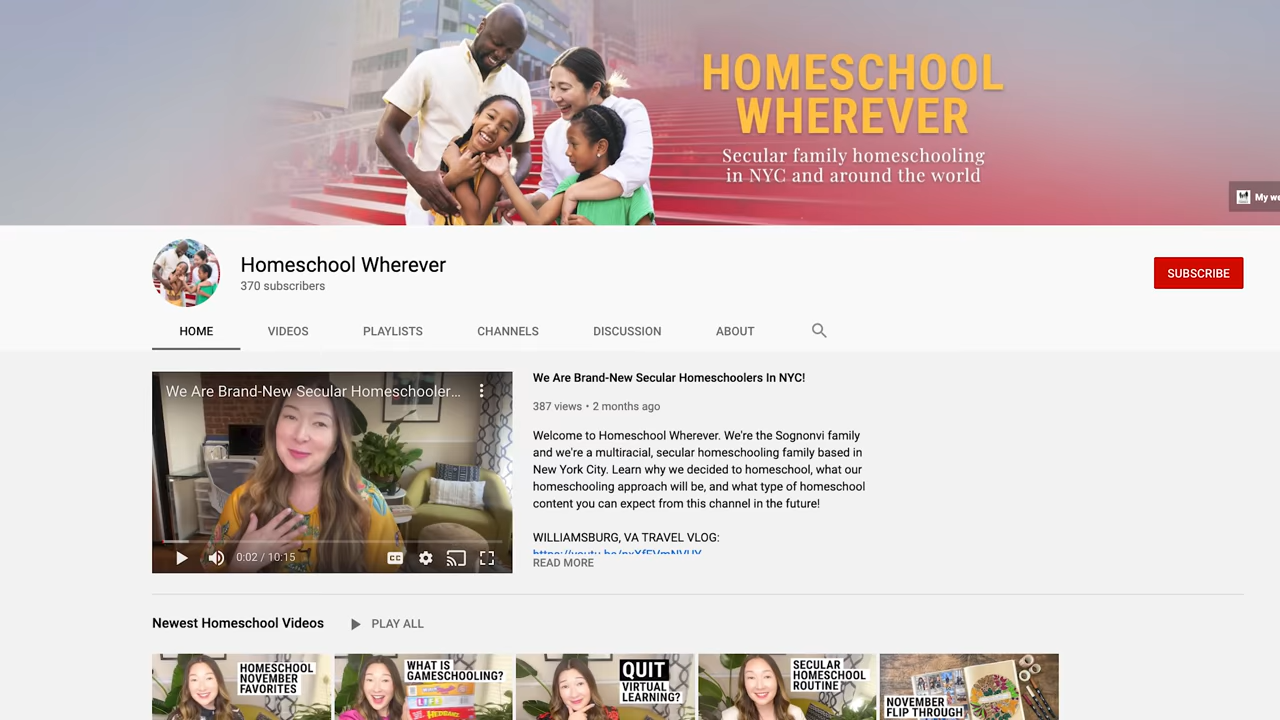 HOMESCHOOL
WHEREVER
Secular family homeschooling
in NYC and around the world
My we
Homeschool Wherever
370 subscribers
SUBSCRIBE
HOME
VIDEOS
PLAYLISTS
CHANNELS
DISCUSSION
ABOUT
We Are Brand-New Secular Homeschooler...
0:02 / 10:15
CC
We Are Brand-New Secular Homeschoolers In NYC!
387 views • 2 months ago
Welcome to Homeschool Wherever. We're the Sognonvi family
and we're a multiracial, secular homeschooling family based in
New York City. Learn why we decided to homeschool, what our
homeschooling approach will be, and what type of homeschool
content you can expect from this channel in the future!
WILLIAMSBURG, VA TRAVEL VLOG:
READ MORE
Newest Homeschool Videos
PLAY ALL
HOMESCHOOL
NOVEMBER
FAVORITES
WHAT IS
GAMESCHOOLING?
LIFE
HEDBANZ
QUIT
VIRTUAL
LEARNING?
SECULAR
HOMESCHOOL
ROUTINE
NOVEMBER
FLIP THROUGH